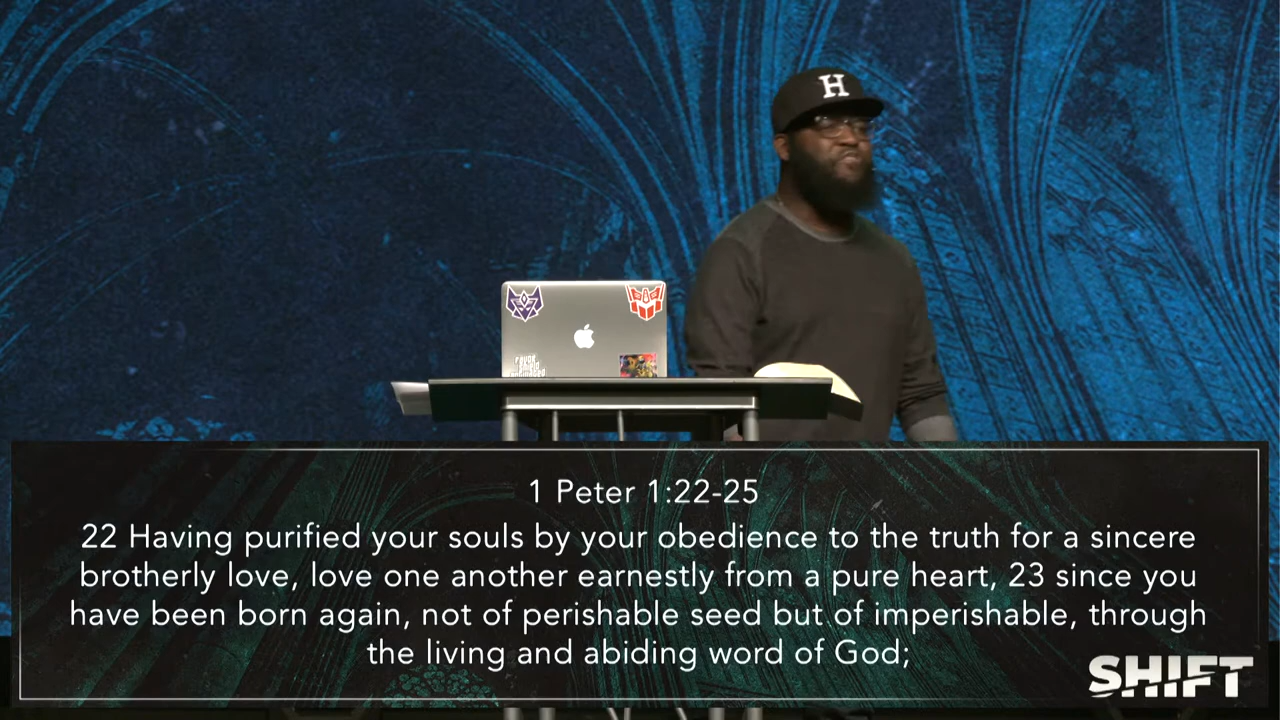 H
1 Peter 1:22-25
22 Having purified your souls by your obedience to the truth for a sincere
brotherly love, love one another earnestly from a pure heart, 23 since you
have been born again, not of perishable seed but of imperishable, through
the living and abiding word of God;
SHIFT